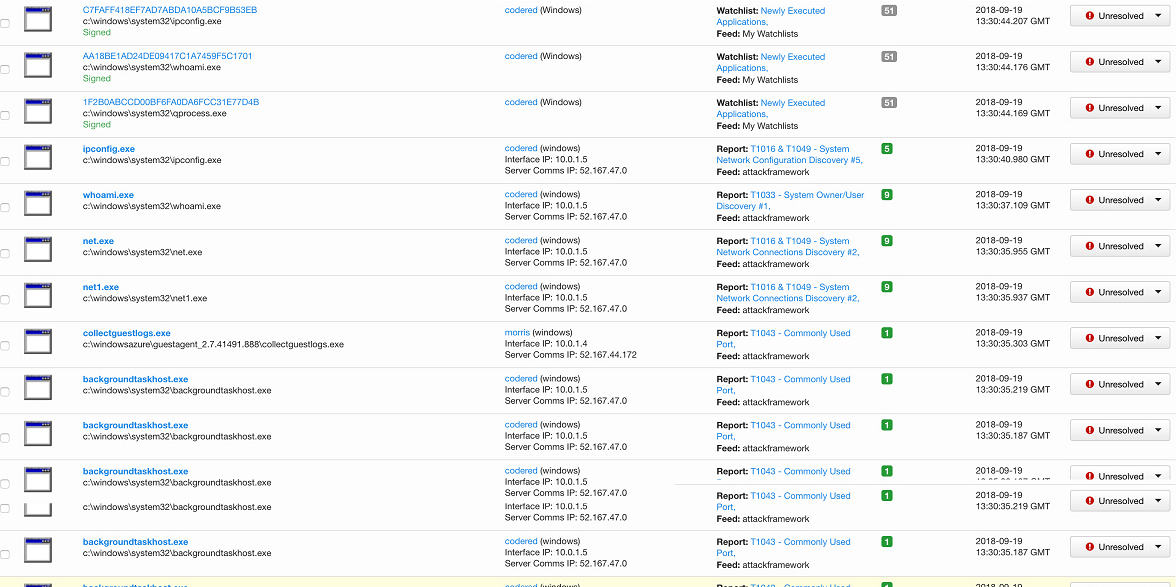 C7FAFF418EF7AD7ABDA10A5BCF9B53EB codered (Windows) Watchlist: Newly Executed 51 2018-09-19 Unresolved
c:\windows\system32\ipconfig.exe Applications, 13:30:44.207 GMT
Signed Feed: My Watchlists
AA18BE1AD24DE09417C1A7459F5C1701 codered (Windows) Watchlist: Newly Executed 51 2018-09-19 Unresolved
c:\windows\system32\whoami.exe Applications, 13:30:44.176 GMT
Signed Feed: My Watchlists
1F2B0ABCCD00BF6FA0DA6FCC31E77D4B codered (Windows) Watchlist: Newly Executed 51 2018-09-19 Unresolved
c:\windows\system32\qprocess.exe Applications, 13:30:44.169 GMT
Signed Feed: My Watchlists
ipconfig.exe codered (windows) Report: T1016 & T1049 - System 5 2018-09-19 Unresolved
c:\windows\system32\ipconfig.exe Interface IP: 10.0.1.5 Network Configuration Discovery #5, 13:30:40.980 GMT
Server Comms IP: 52.167.47.0 Feed: attackframework
whoami.exe codered (windows) Report: T1033 - System Owner/User 9 2018-09-19 Unresolved
c:\windows\system32\whoami.exe Interface IP: 10.0.1.5 Discovery #1, 13:30:37.109 GMT
Server Comms IP: 52.167.47.0 Feed: attackframework
net.exe codered (windows) Report: T1016 & T1049 - System 9 2018-09-19 Unresolved
c:\windows\system32\net.exe Interface IP: 10.0.1.5 Network Connections Discovery #2, 13:30:35.955 GMT
Server Comms IP: 52.167.47.0 Feed: attackframework
net1.exe codered (windows) Report: T1016 & T1049 - System 9 2018-09-19 Unresolved
c:\windows\system32\net1.exe Interface IP: 10.0.1.5 Network Connections Discovery #2, 13:30:35.937 GMT
Server Comms IP: 52.167.47.0 Feed: attackframework
collectguestlogs.exe morris (windows) Report: T1043 - Commonly Used 1 2018-09-19 Unresolved
c:\windowsazure\guestagent_2.7.41491.888\collectguestlogs.exe Interface IP: 10.0.1.4 Port, 13:30:35.303 GMT
Server Comms IP: 52.167.44.172 Feed: attackframework
backgroundtaskhost.exe codered (windows) Report: T1043 - Commonly Used 1 2018-09-19 Unresolved
c:\windows\system32\backgroundtaskhost.exe Interface IP: 10.0.1.5 Port, 13:30:35.219 GMT
Server Comms IP: 52.167.47.0 Feed: attackframework
backgroundtaskhost.exe codered (windows) Report: T1043 - Commonly Used 1 2018-09-19 Unresolved
c:\windows\system32\backgroundtaskhost.exe Interface IP: 10.0.1.5 Port, 13:30:35.187 GMT
Server Comms IP: 52.167.47.0 Feed: attackframework
backgroundtaskhost.exe codered (windows) Report: T1043 - Commonly Used 1 2018-09-19 Unresolved
c:\windows\system32\backgroundtaskhost.exe Interface IP: 10.0.1.5
Server Comms IP: 52.167.47.0 Report: T1043 - Commonly Used 1 2018-09-19 Unresolved
c:\windows\system32\backgroundtaskhost.exe Interface IP: 10.0.1.5 Port, 13:30:35.219 GMT
Server Comms IP: 52.167.47.0 Feed: attackframework
backgroundtaskhost.exe codered (windows) Report: T1043 - Commonly Used 1 2018-09-19 Unresolved
c:\windows\system32\backgroundtaskhost.exe Interface IP: 10.0.1.5 Port, 13:30:35.187 GMT
Server Comms IP: 52.167.47.0 Feed: attackframework